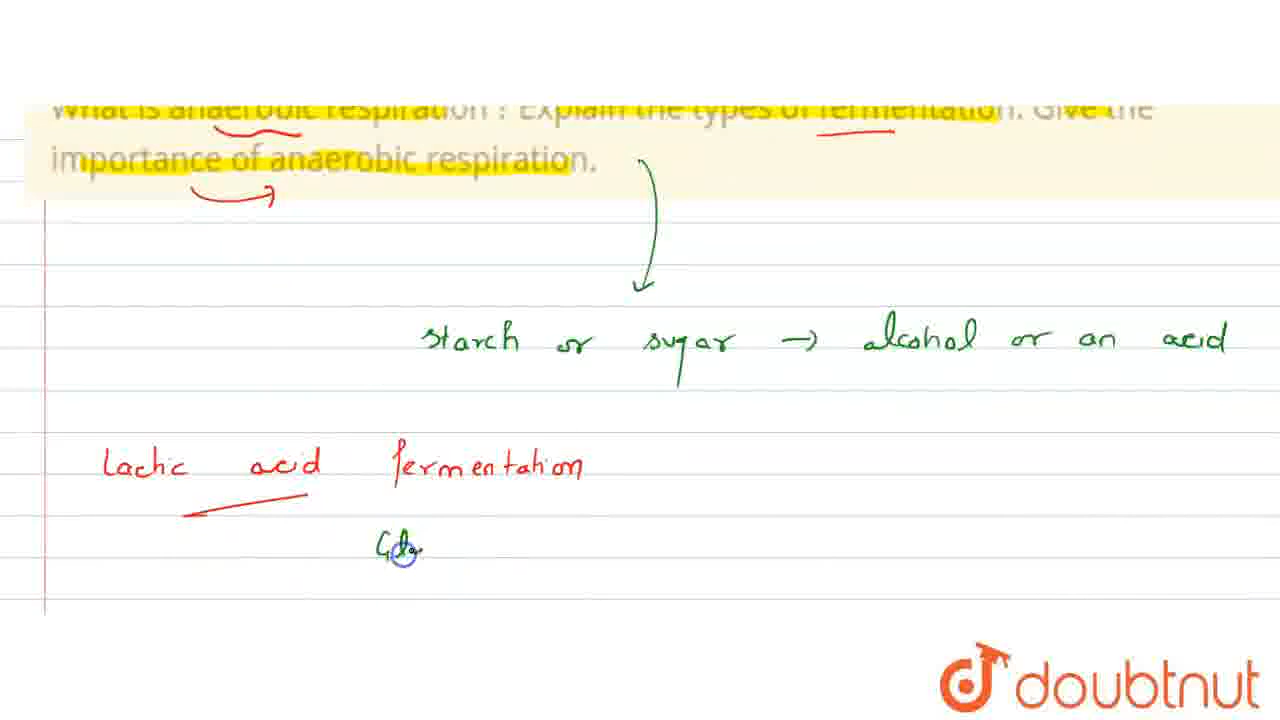 What is anaerobic respiration ? Explain the types of fermentation. Give the
importance of anaerobic respiration.
starch or sugar → alcohol or an acid
Lactic acid fermentation
doubtnut